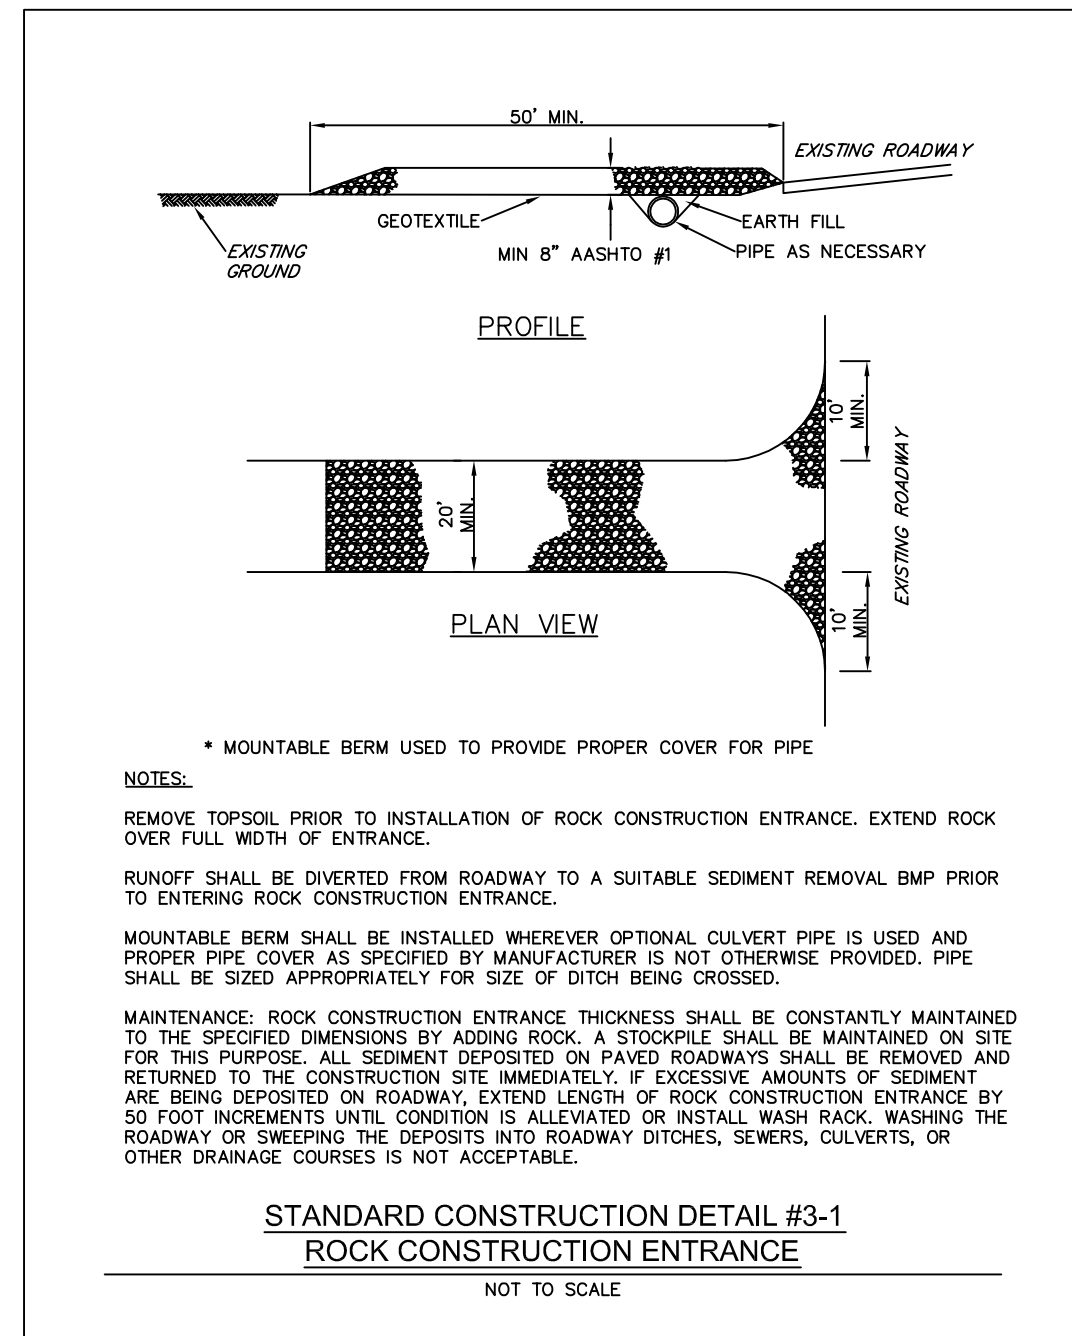 50' MIN.
EXISTING ROADWAY
GEOTEXTILE
EARTH FILL
MIN 8" AASHTO #1
PIPE AS NECESSARY
EXISTING
GROUND
PROFILE
10'
MIN.
20'
MIN.
EXISTING ROADWAY
10'
MIN.
PLAN VIEW
* MOUNTABLE BERM USED TO PROVIDE PROPER COVER FOR PIPE
NOTES:
REMOVE TOPSOIL PRIOR TO INSTALLATION OF ROCK CONSTRUCTION ENTRANCE. EXTEND ROCK
OVER FULL WIDTH OF ENTRANCE.
RUNOFF SHALL BE DIVERTED FROM ROADWAY TO A SUITABLE SEDIMENT REMOVAL BMP PRIOR
TO ENTERING ROCK CONSTRUCTION ENTRANCE.
MOUNTABLE BERM SHALL BE INSTALLED WHEREVER OPTIONAL CULVERT PIPE IS USED AND
PROPER PIPE COVER AS SPECIFIED BY MANUFACTURER IS NOT OTHERWISE PROVIDED. PIPE
SHALL BE SIZED APPROPRIATELY FOR SIZE OF DITCH BEING CROSSED.
MAINTENANCE: ROCK CONSTRUCTION ENTRANCE THICKNESS SHALL BE CONSTANTLY MAINTAINED
TO THE SPECIFIED DIMENSIONS BY ADDING ROCK. A STOCKPILE SHALL BE MAINTAINED ON SITE
FOR THIS PURPOSE. ALL SEDIMENT DEPOSITED ON PAVED ROADWAYS SHALL BE REMOVED AND
RETURNED TO THE CONSTRUCTION SITE IMMEDIATELY. IF EXCESSIVE AMOUNTS OF SEDIMENT
ARE BEING DEPOSITED ON ROADWAY, EXTEND LENGTH OF ROCK CONSTRUCTION ENTRANCE BY
50 FOOT INCREMENTS UNTIL CONDITION IS ALLEVIATED OR INSTALL WASH RACK. WASHING THE
ROADWAY OR SWEEPING THE DEPOSITS INTO ROADWAY DITCHES, SEWERS, CULVERTS, OR
OTHER DRAINAGE COURSES IS NOT ACCEPTABLE.
STANDARD CONSTRUCTION DETAIL #3-1
ROCK CONSTRUCTION ENTRANCE
NOT TO SCALE